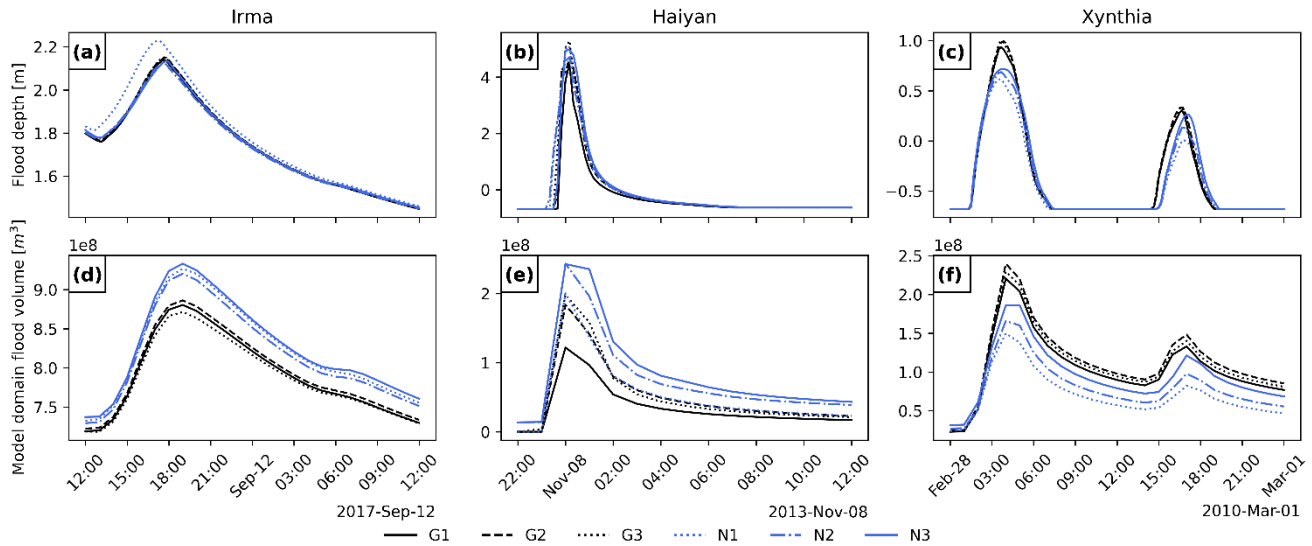 Irma Haiyan Xynthia
(a) (b) (c)
Flood depth [m]
2.2
2.0
1.8
1.6
4
2
0
1.0
0.5
0.0
−0.5
1e8 1e8 1e8
(d) (e) (f)
Model domain flood volume [m³]
9.0
8.5
8.0
7.5
2
1
0
2.5
2.0
1.5
1.0
0.5
12:00 15:00 18:00 21:00 Sep-12 03:00 06:00 09:00 12:00
22:00 Nov-08 02:00 04:00 06:00 08:00 10:00 12:00
Feb-28 03:00 06:00 09:00 12:00 15:00 18:00 21:00 Mar-01
2017-Sep-12 2013-Nov-08 2010-Mar-01
G1 G2 G3 N1 N2 N3